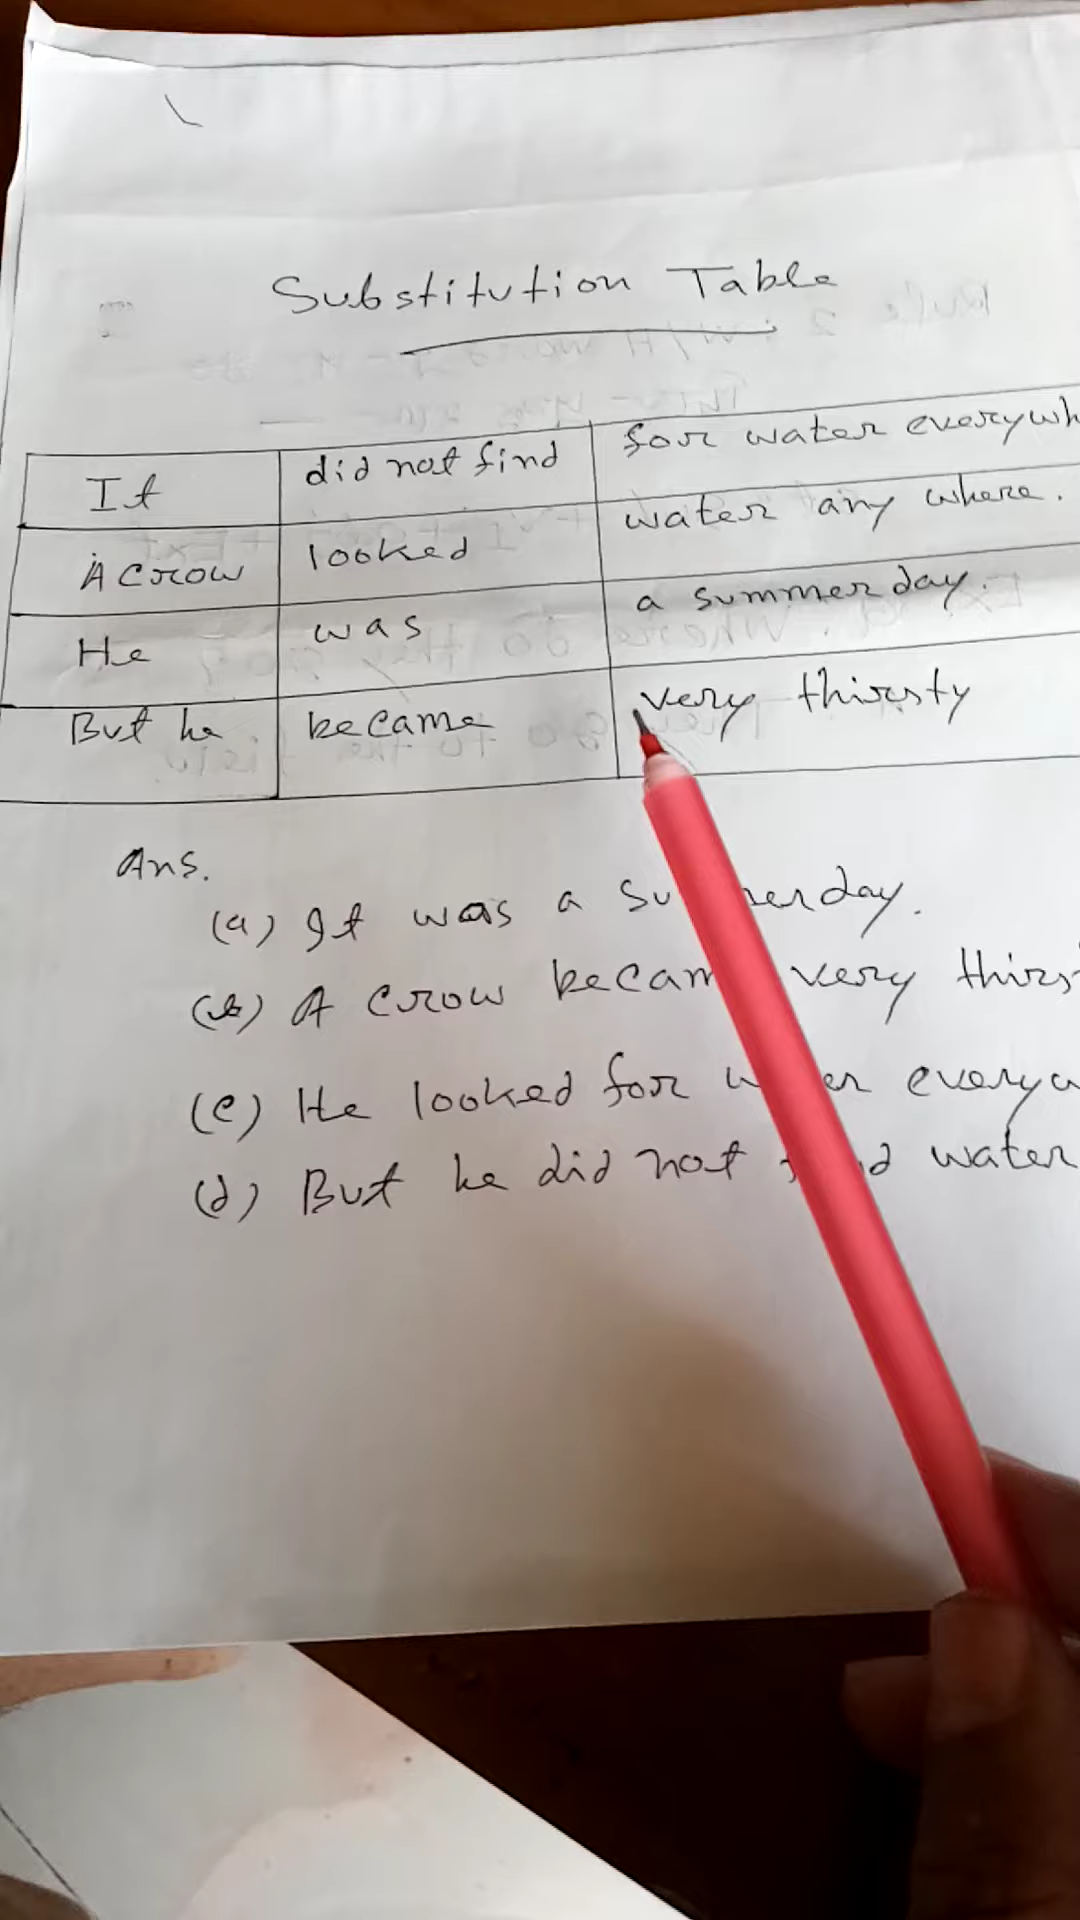 Substitution Table
It did not find for water everywh
A crow looked water any where.
He was a summer day.
But he became very thirsty
Ans.
(a) It was a su er day.
(b) A crow becam very thirs
(c) He looked for w er everyw
(d) But he did not water